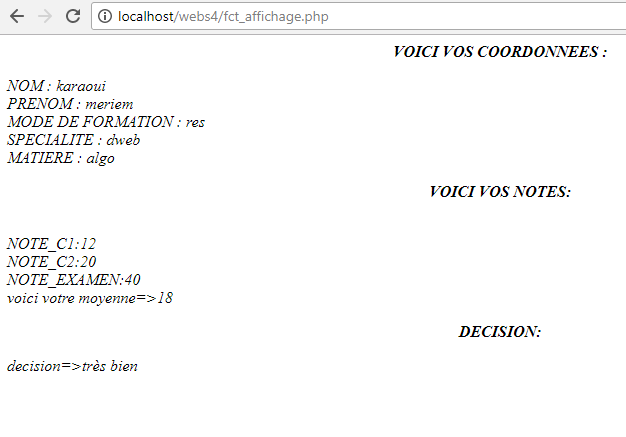 localhost/webs4/fct_affichage.php
VOICI VOS COORDONNEES :
NOM : karaoui
PRENOM : meriem
MODE DE FORMATION : res
SPECIALITE : dweb
MATIERE : algo
VOICI VOS NOTES:
NOTE_C1:12
NOTE_C2:20
NOTE_EXAMEN:40
voici votre moyenne=>18
DECISION:
decision=>très bien